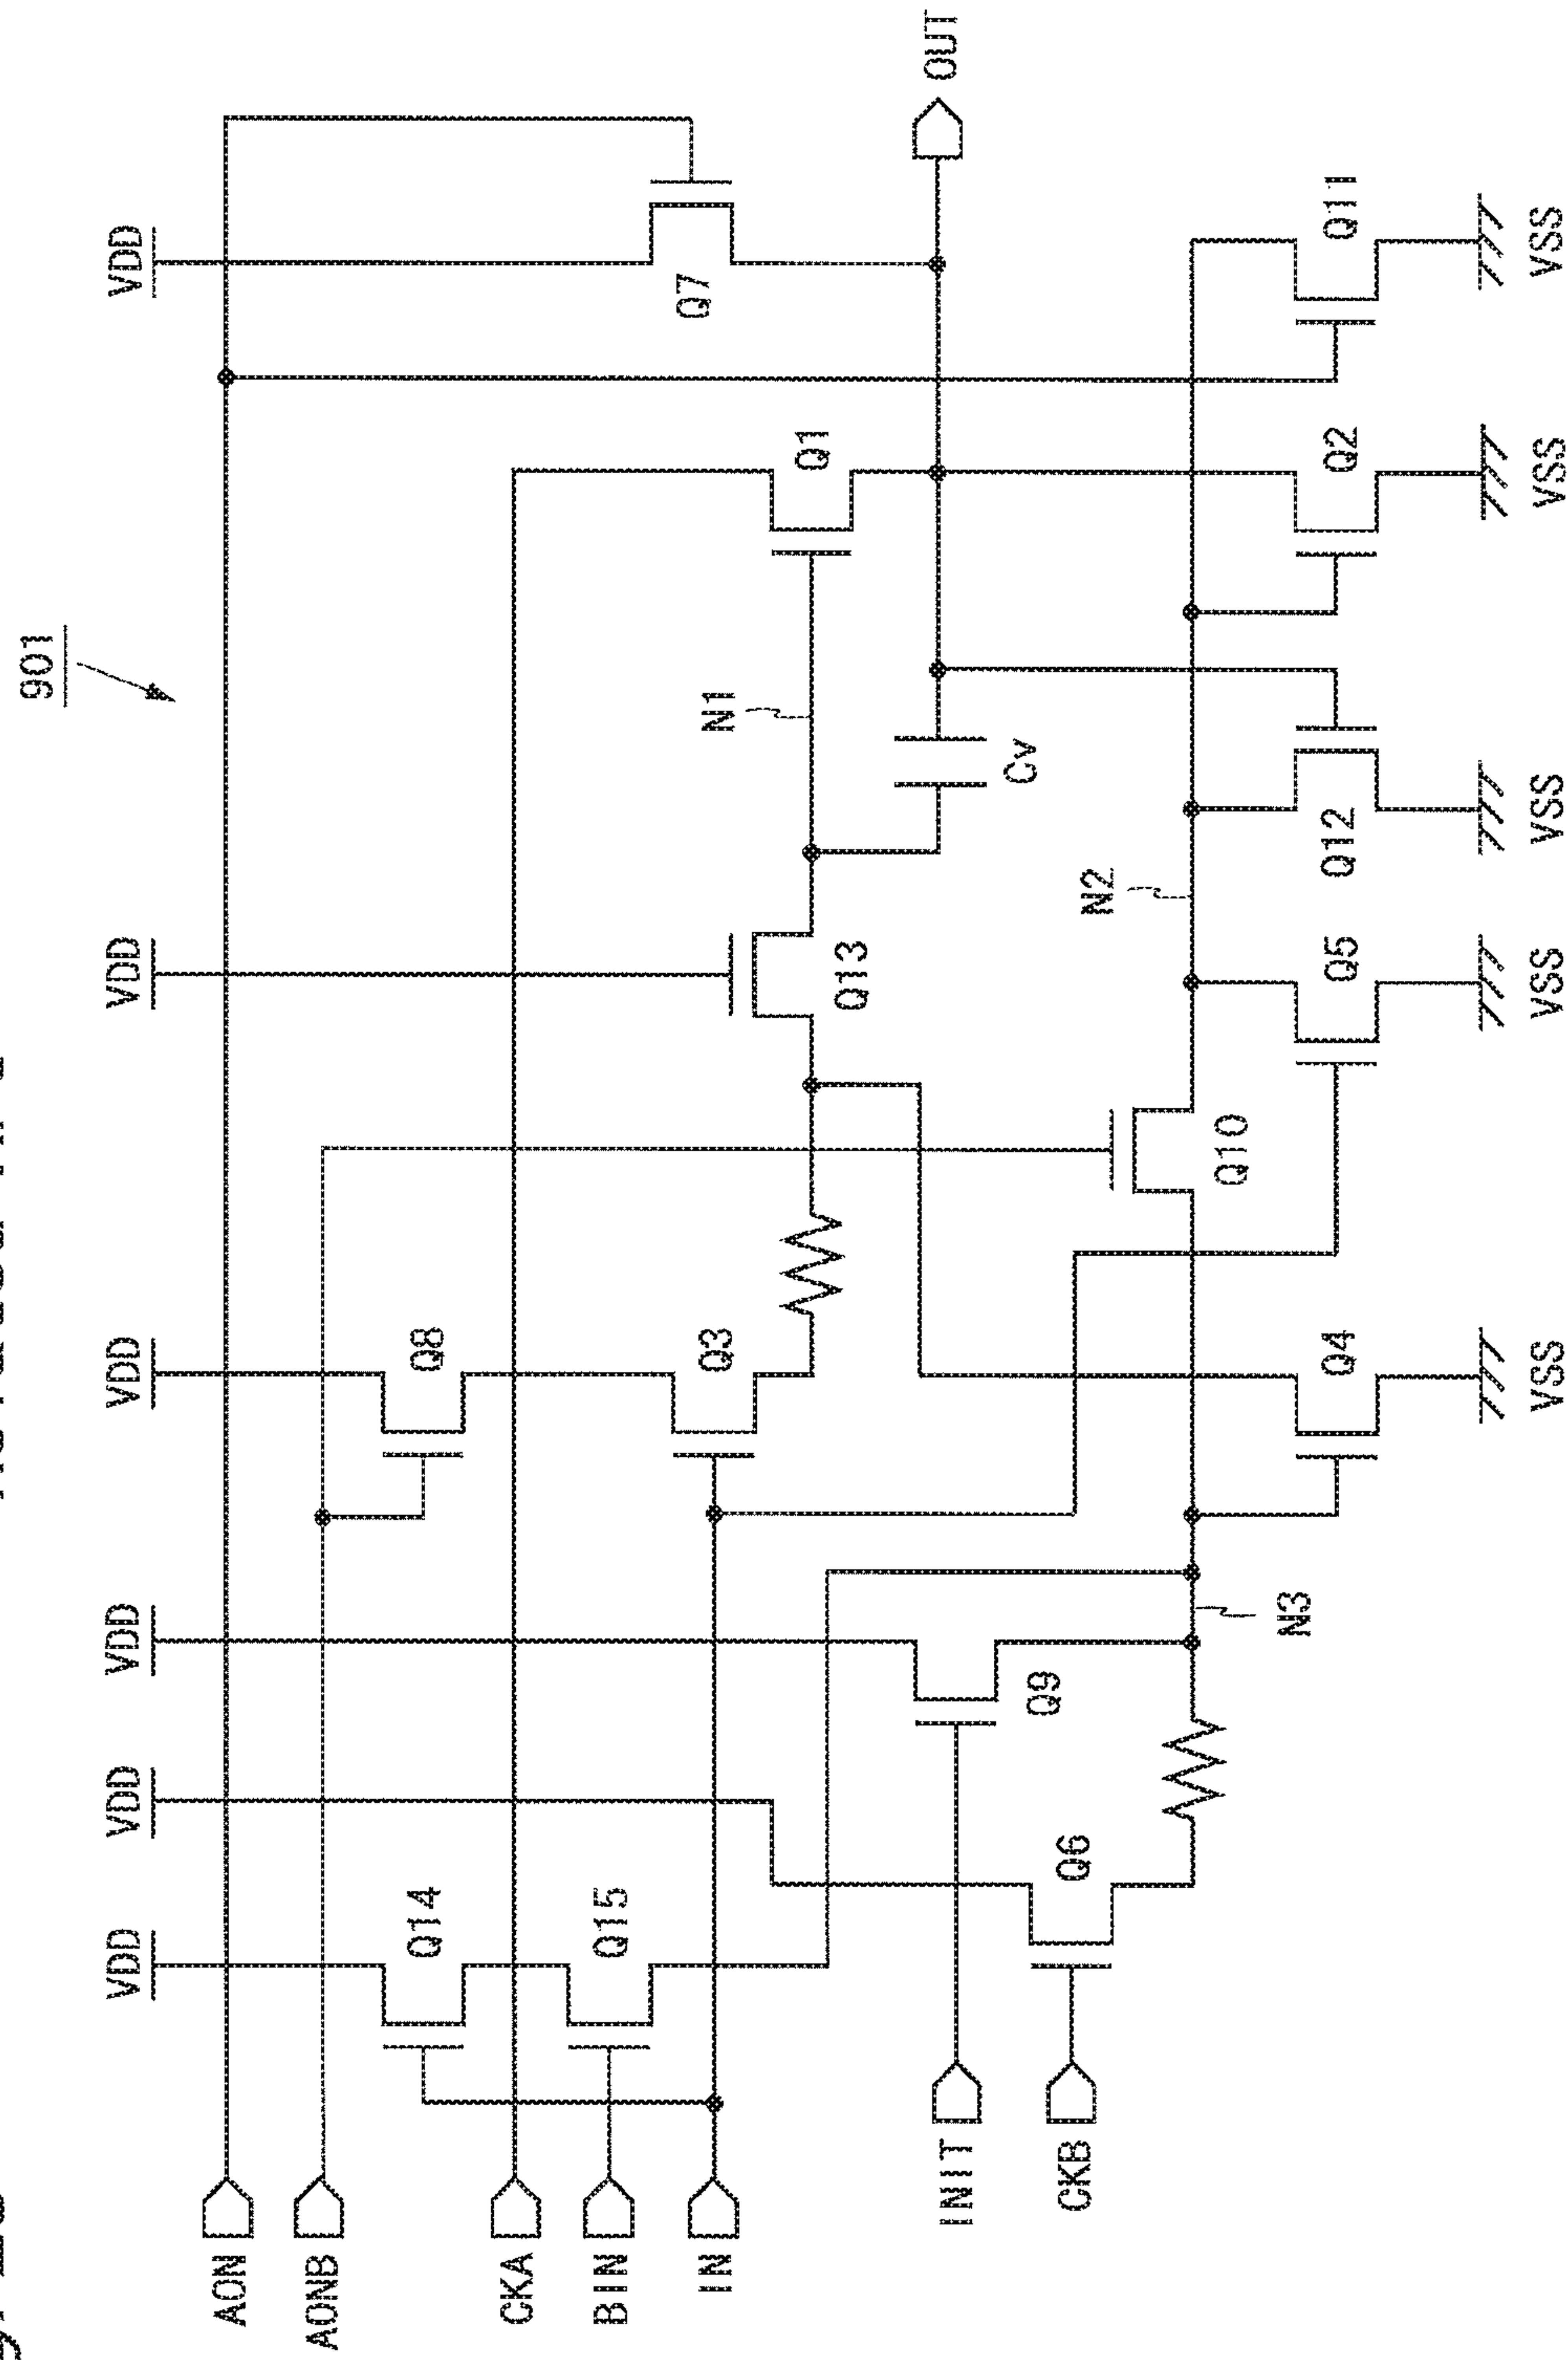 901
VDD
VDD
VDD
VDD
VDD
VDD
AON
AONB
CKA
BIN
IN
INIT
CKB
OUT
Q14
Q15
Q8
Q3
Q13
N1
Q1
Q7
Cv
Q6
Q9
N3
Q10
N2
Q4
Q5
Q12
Q2
Q11
VSS
VSS
VSS
VSS
VSS